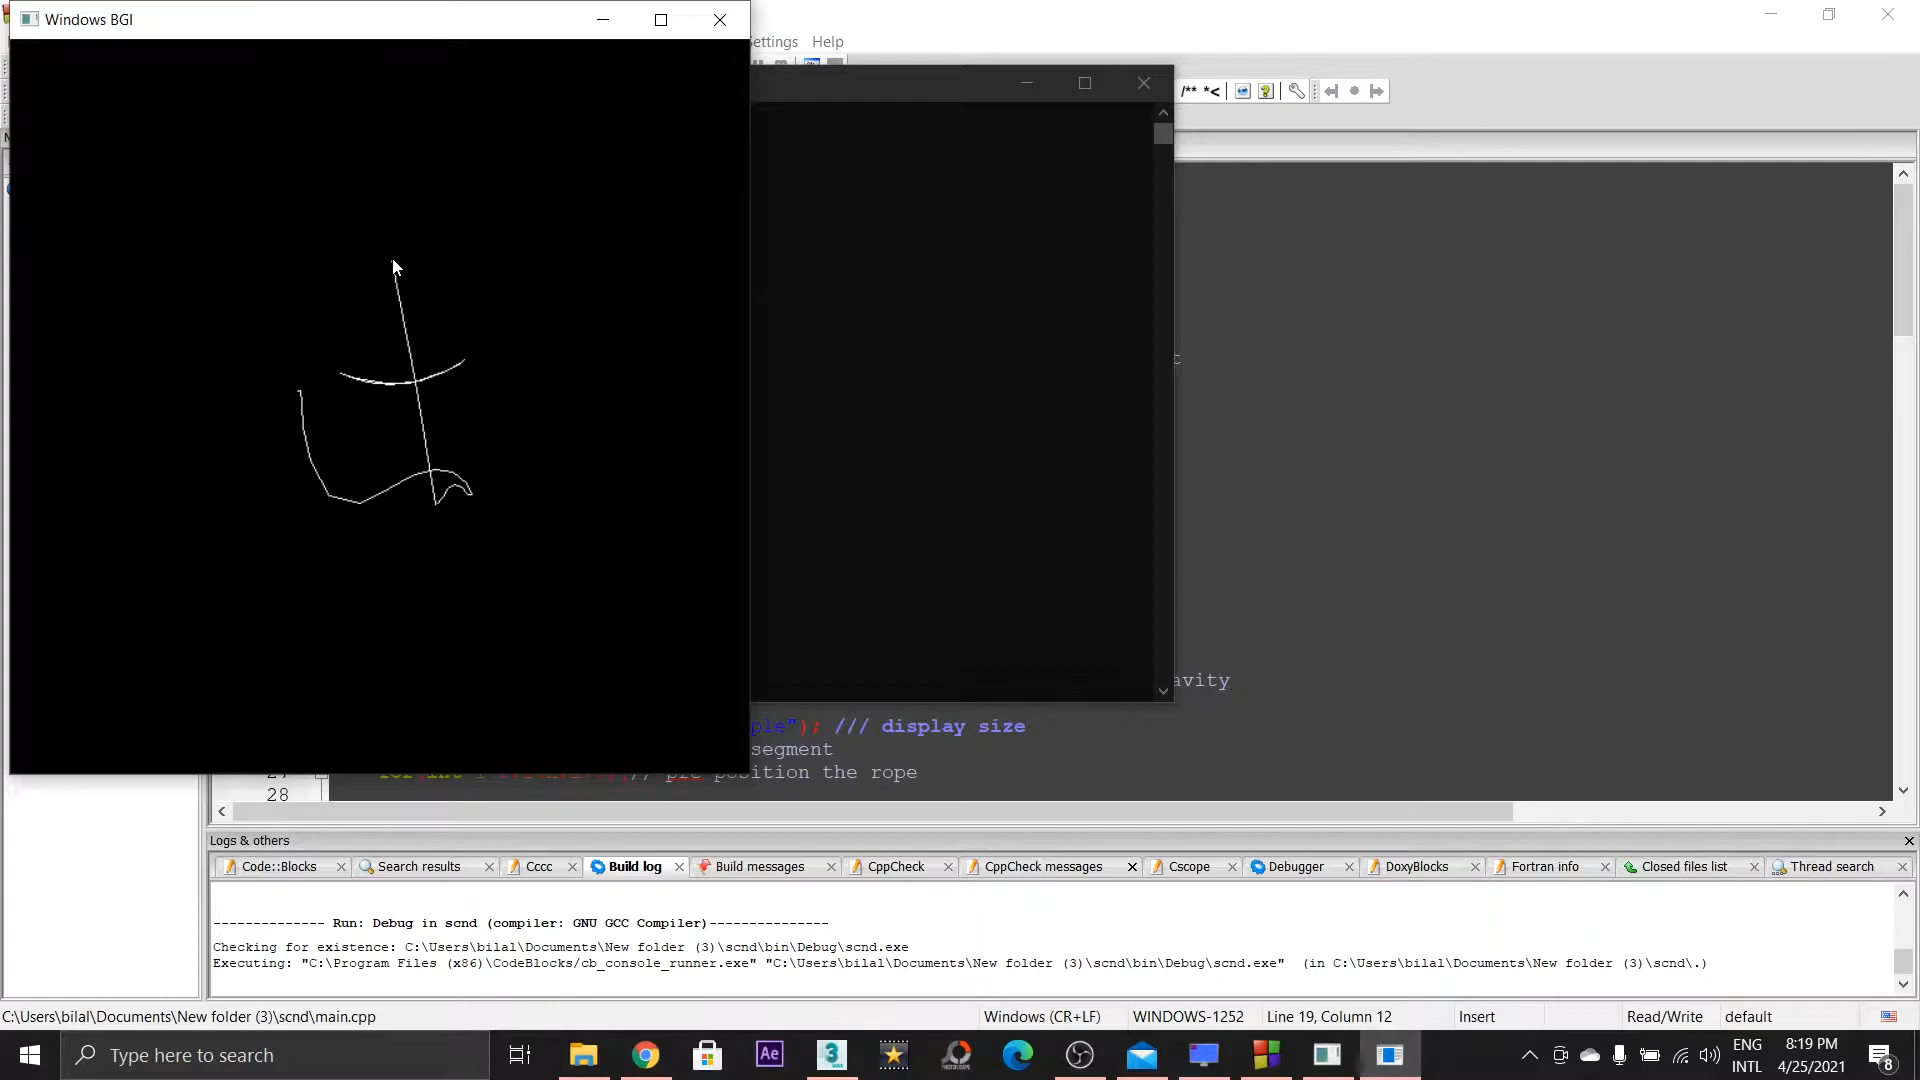 Windows BGI
ettings Help
/** *<
t
avity
ple"); /// display size
segment
// pre position the rope
28
Logs & others
Code::Blocks Search results Cccc Build log Build messages CppCheck CppCheck messages Cscope Debugger DoxyBlocks Fortran info Closed files list Thread search
-------------- Run: Debug in scnd (compiler: GNU GCC Compiler)---------------
Checking for existence: C:\Users\bilal\Documents\New folder (3)\scnd\bin\Debug\scnd.exe
Executing: "C:\Program Files (x86)\CodeBlocks/cb_console_runner.exe" "C:\Users\bilal\Documents\New folder (3)\scnd\bin\Debug\scnd.exe"  (in C:\Users\bilal\Documents\New folder (3)\scnd\.)
C:\Users\bilal\Documents\New folder (3)\scnd\main.cpp Windows (CR+LF) WINDOWS-1252 Line 19, Column 12 Insert Read/Write default
Type here to search Ae 3 ENG 8:19 PM
INTL 4/25/2021 8